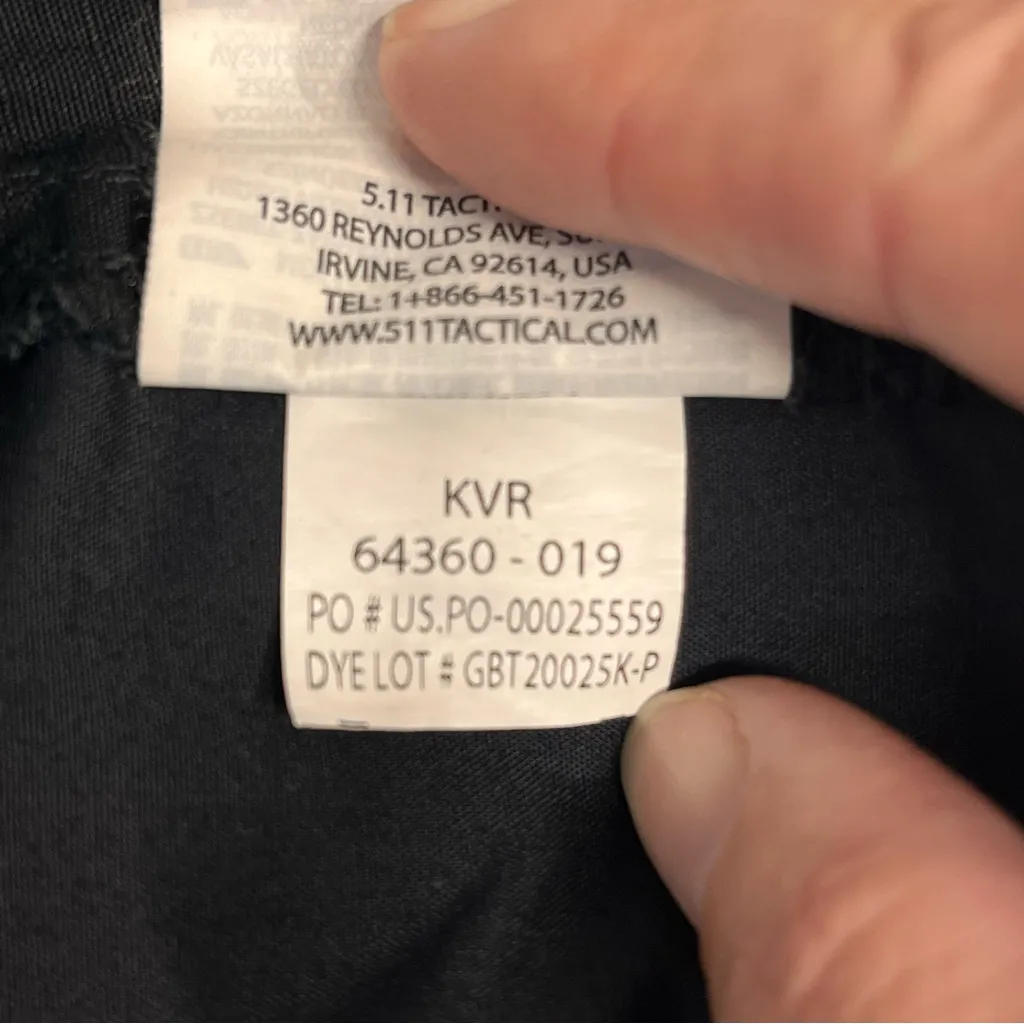 5.11
1360 REYNOLDS AVE,
IRVINE, CA 92614, USA
TEL: 1+866-451-1726
WWW.511TACTICAL.COM
KVR
64360 - 019
PO # US.PO-00025559
DYE LOT # GBT20025K-P